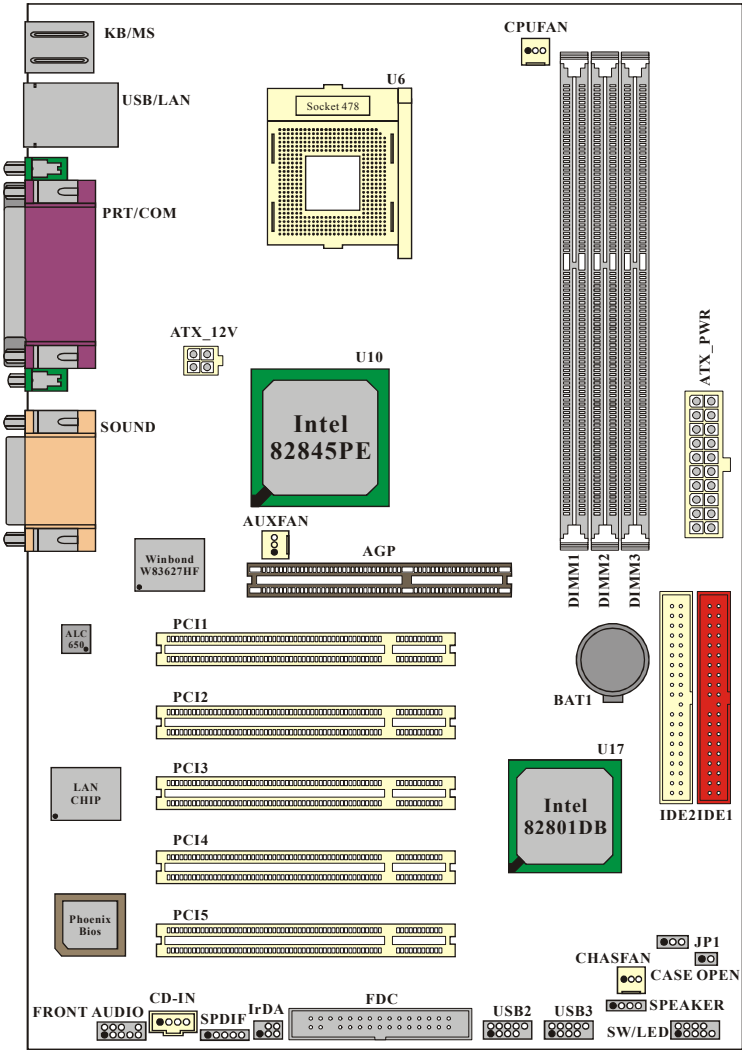 KB/MS
CPUFAN
U6
USB/LAN
Socket 478
PRT/COM
ATX_12V
U10
ATX_PWR
Intel
82845PE
SOUND
AUXFAN
AGP
Winbond
W83627HF
DIMM1
DIMM2
DIMM3
PCI1
ALC
650
PCI2
BAT1
U17
PCI3
LAN
CHIP
Intel
82801DB
IDE2
IDE1
PCI4
PCI5
Phoenix
Bios
JP1
CHASFAN
CASE OPEN
FRONT AUDIO
CD-IN
SPDIF
IrDA
FDC
USB2
USB3
SPEAKER
SW/LED